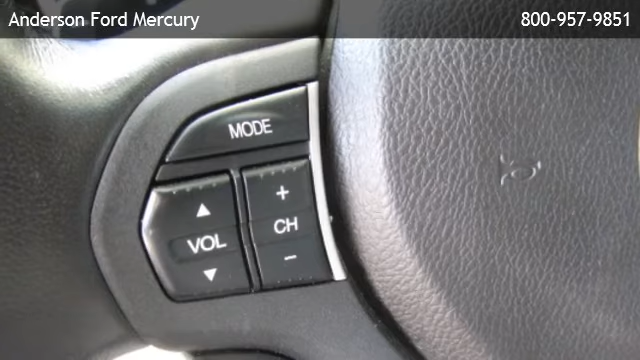 Anderson Ford Mercury
800-957-9851
MODE
+
VOL
CH
-